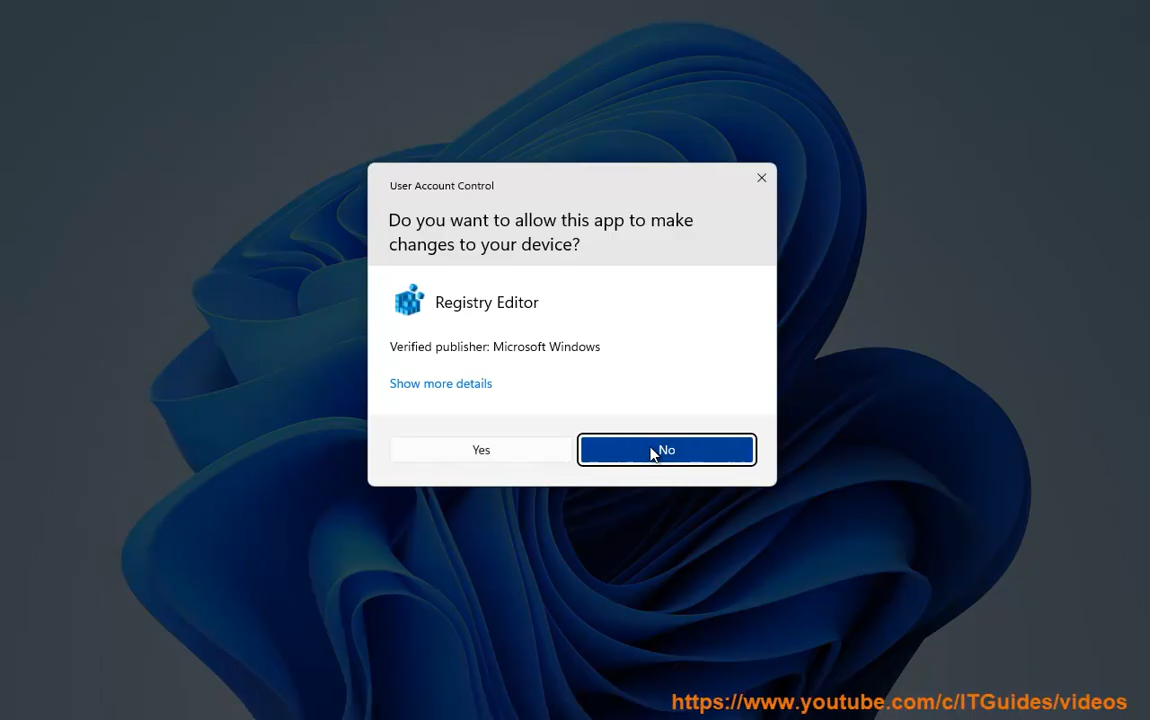 User Account Control
Do you want to allow this app to make
changes to your device?
Registry Editor
Verified publisher: Microsoft Windows
Show more details
Yes
No
https://www.youtube.com/c/ITGuides/videos